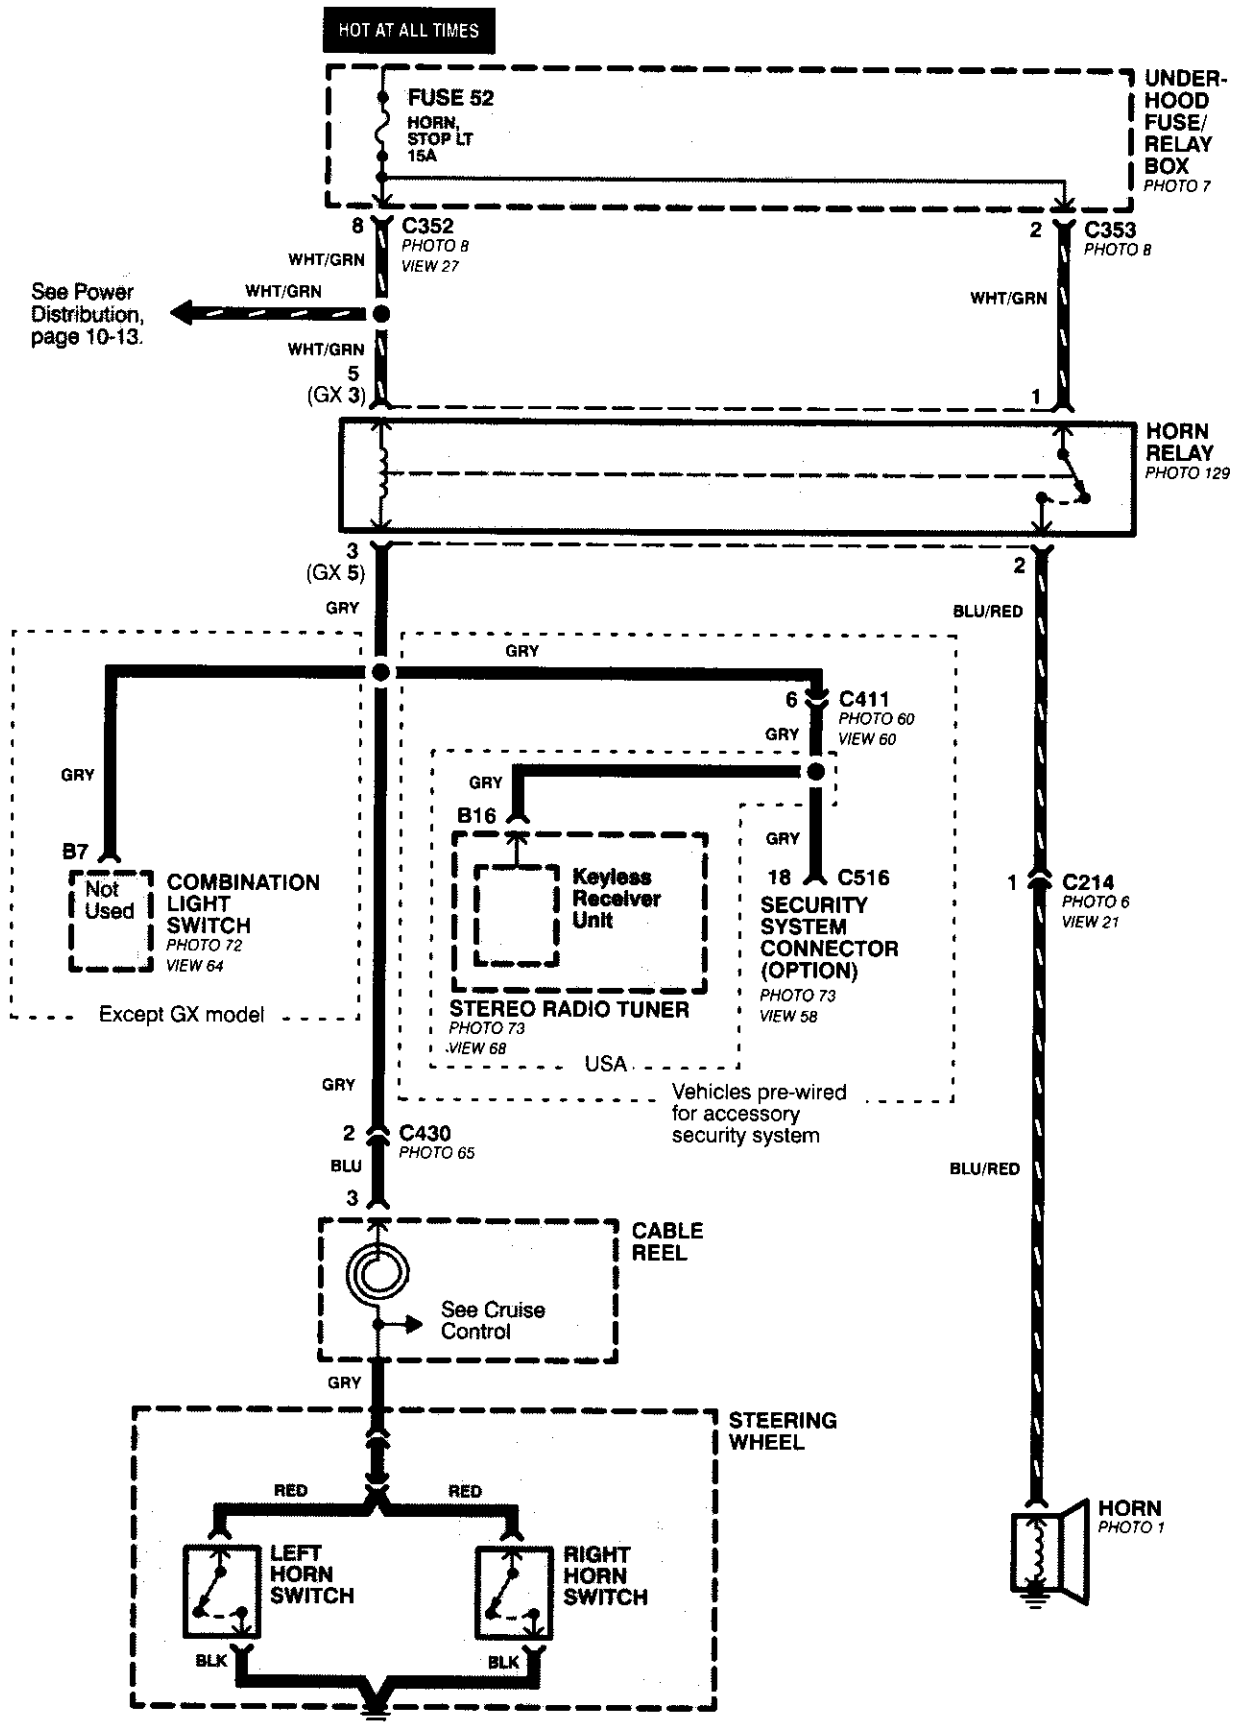 HOT AT ALL TIMES
FUSE 52
HORN,
STOP LT
15A
UNDER-
HOOD
FUSE/
RELAY
BOX
PHOTO 7
8
C352
PHOTO 8
VIEW 27
2
C353
PHOTO 8
WHT/GRN
WHT/GRN
WHT/GRN
See Power
Distribution,
page 10-13.
WHT/GRN
5
(GX 3)
1
HORN
RELAY
PHOTO 129
3
(GX 5)
2
GRY
BLU/RED
GRY
6
C411
PHOTO 60
VIEW 60
GRY
GRY
GRY
B16
GRY
B7
Not
Used
COMBINATION
LIGHT
SWITCH
PHOTO 72
VIEW 64
Except GX model
Keyless
Receiver
Unit
18
C516
SECURITY
SYSTEM
CONNECTOR
(OPTION)
PHOTO 73
VIEW 58
1
C214
PHOTO 6
VIEW 21
STEREO RADIO TUNER
PHOTO 73
VIEW 68
USA
Vehicles pre-wired
for accessory
security system
GRY
2
C430
PHOTO 65
BLU
BLU/RED
3
CABLE
REEL
See Cruise
Control
GRY
STEERING
WHEEL
RED
RED
LEFT
HORN
SWITCH
RIGHT
HORN
SWITCH
HORN
PHOTO 1
BLK
BLK